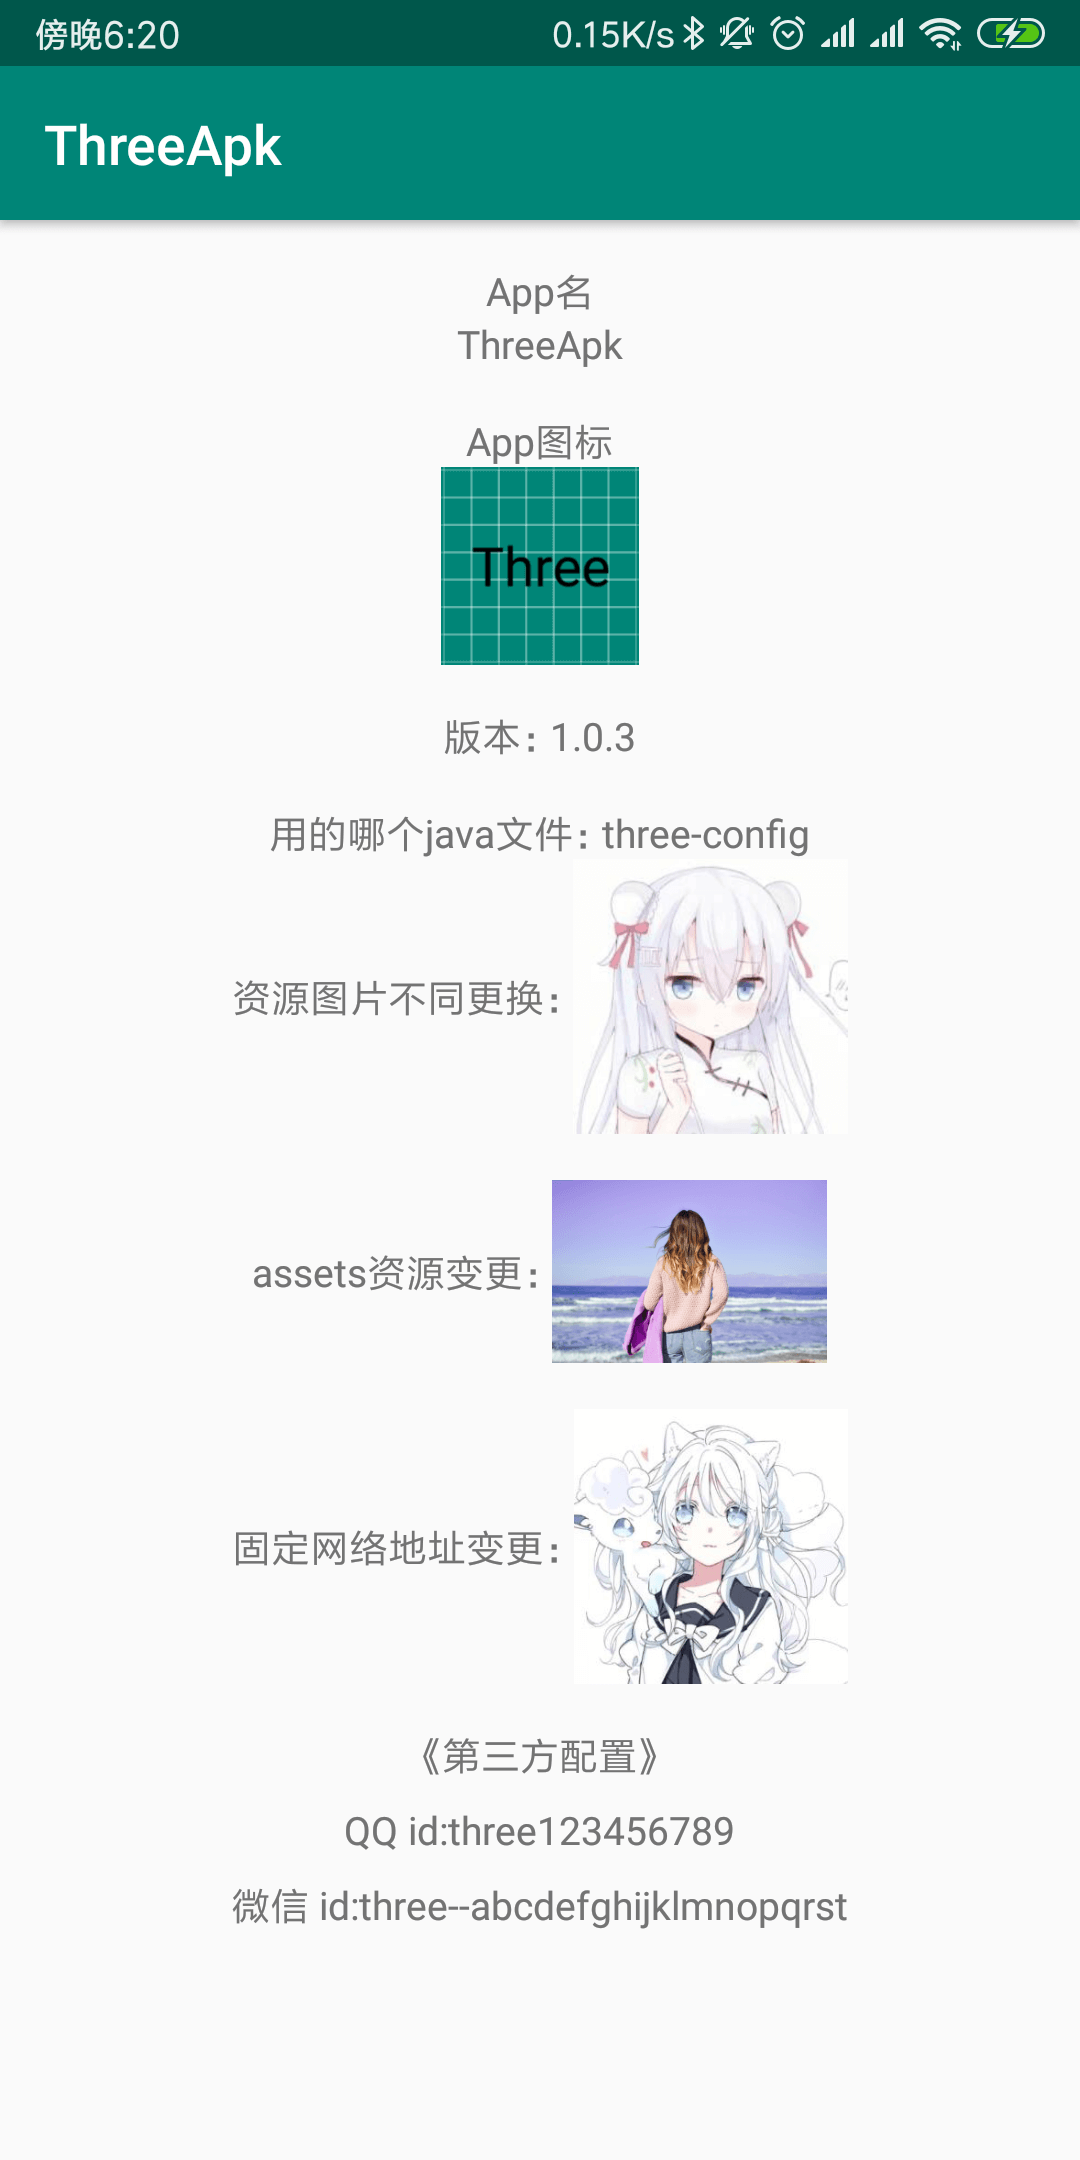 傍晚6:20
0.15K/s
ThreeApk
App名
ThreeApk
App图标
Three
版本：1.0.3
用的哪个java文件：three-config
资源图片不同更换：
assets资源变更：
固定网络地址变更：
《第三方配置》
QQ id:three123456789
微信 id:three--abcdefghijklmnopqrst